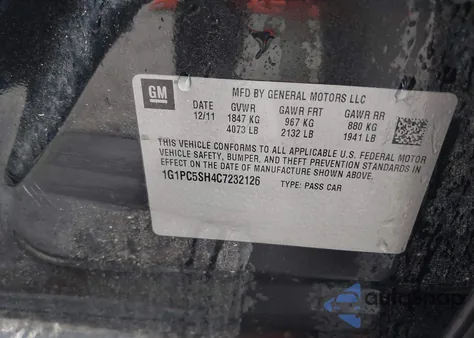 GM
MFD BY GENERAL MOTORS LLC
DATE GVWR GAWR FRT GAWR RR
12/11 1847 KG 967 KG 880 KG
4073 LB 2132 LB 1941 LB
THIS VEHICLE CONFORMS TO ALL APPLICABLE U.S. FEDERAL MOTOR
VEHICLE SAFETY, BUMPER, AND THEFT PREVENTION STANDARDS IN
EFFECT ON THE DATE OF MANUFACTURE SHOWN ABOVE.
1G1PC5SH4C7232126 TYPE: PASS CAR
autosnap